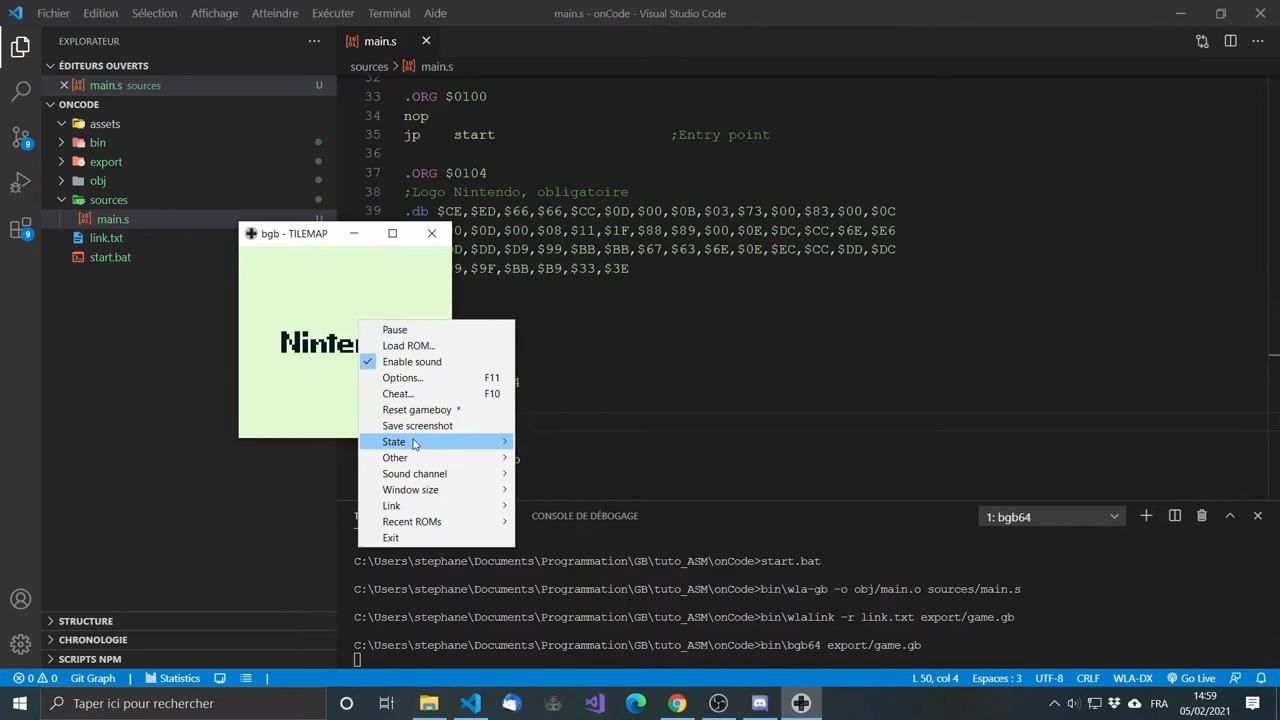 Fichier Edition Sélection Affichage Atteindre Exécuter Terminal Aide
main.s - onCode - Visual Studio Code
EXPLORATEUR
ÉDITEURS OUVERTS
main.s sources U
ONCODE
assets
bin
export
obj
sources
main.s U
link.txt
start.bat
STRUCTURE
CHRONOLOGIE
SCRIPTS NPM
9
9
main.s
sources > main.s
32
33 .ORG $0100
34 nop
35 jp start ;Entry point
36
37 .ORG $0104
38 ;Logo Nintendo, obligatoire
39 .db $CE,$ED,$66,$66,$CC,$0D,$00,$0B,$03,$73,$00,$83,$00,$0C
0,$0D,$00,$08,$11,$1F,$88,$89,$00,$0E,$DC,$CC,$6E,$E6
D,$DD,$D9,$99,$BB,$BB,$67,$63,$6E,$0E,$EC,$CC,$DD,$DC
9,$9F,$BB,$B9,$33,$3E
bgb - TILEMAP
Pause
Load ROM...
Enable sound
Options... F11
Cheat... F10
Reset gameboy *
Save screenshot
State
Other
Sound channel
Window size
Link
Recent ROMs
Exit
CONSOLE DE DÉBOGAGE
1: bgb64
C:\Users\stephane\Documents\Programmation\GB\tuto_ASM\onCode>start.bat
C:\Users\stephane\Documents\Programmation\GB\tuto_ASM\onCode>bin\wla-gb -o obj/main.o sources/main.s
C:\Users\stephane\Documents\Programmation\GB\tuto_ASM\onCode>bin\wlalink -r link.txt export/game.gb
C:\Users\stephane\Documents\Programmation\GB\tuto_ASM\onCode>bin\bgb64 export/game.gb
0 0 Git Graph Statistics L 50, col 4 Espaces : 3 UTF-8 CRLF WLA-DX Go Live
Taper ici pour rechercher
FRA
14:59
05/02/2021